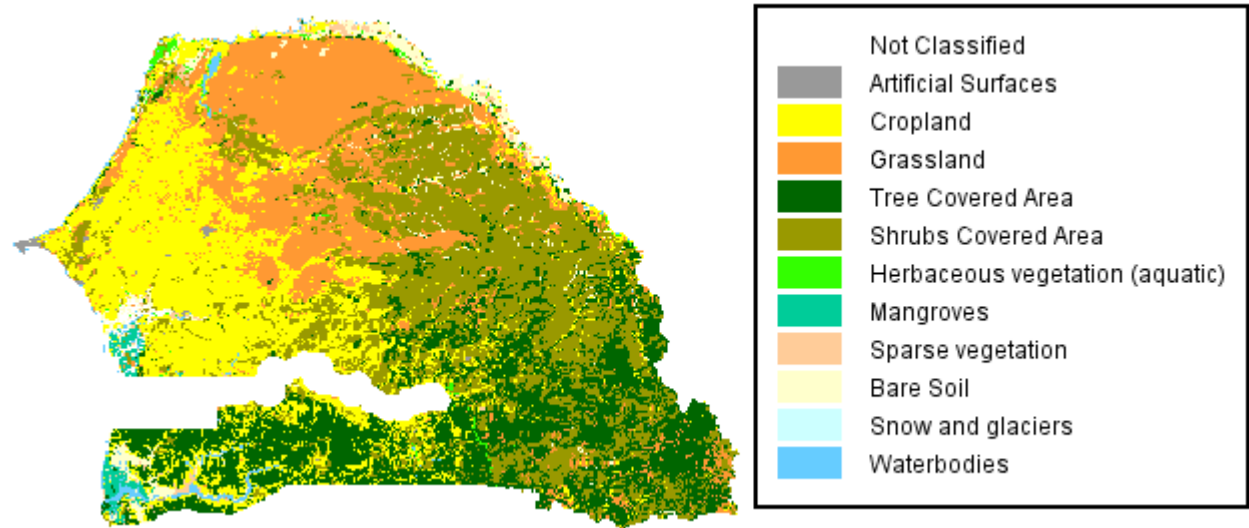 Not Classified
Artificial Surfaces
Cropland
Grassland
Tree Covered Area
Shrubs Covered Area
Herbaceous vegetation (aquatic)
Mangroves
Sparse vegetation
Bare Soil
Snow and glaciers
Waterbodies